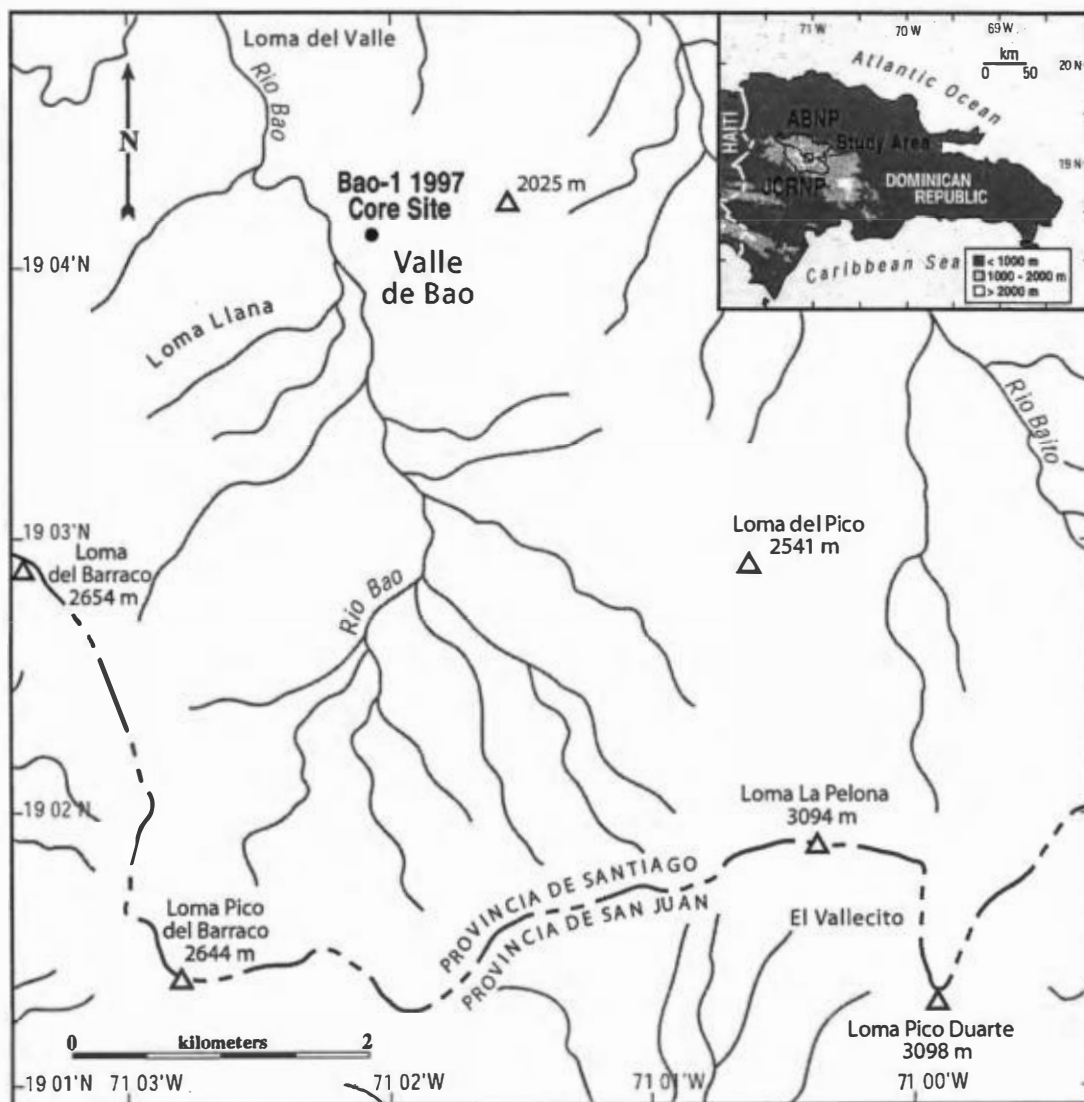 Loma del Valle
Rio Bao
N
Bao-1 1997
Core Site
2025 m
Valle
de Bao
19 04'N
Loma Llana
71 W
70 W
69 W
km
0 50
20 N
Atlantic Ocean
HAITI
ABNP
Study Area
19 N
JCRNP
DOMINICAN
REPUBLIC
Caribbean Sea
< 1000 m
1000 - 2000 m
> 2000 m
Rio Baito
19 03'N
Loma
del Barraco
2654 m
Loma del Pico
2541 m
Rio Bao
19 02'N
Loma La Pelona
3094 m
PROVINCIA DE SANTIAGO
PROVINCIA DE SAN JUAN
Loma Pico
del Barraco
2644 m
El Vallecito
0 kilometers 2
Loma Pico Duarte
3098 m
19 01'N
71 03'W
71 02'W
71 01'W
71 00'W